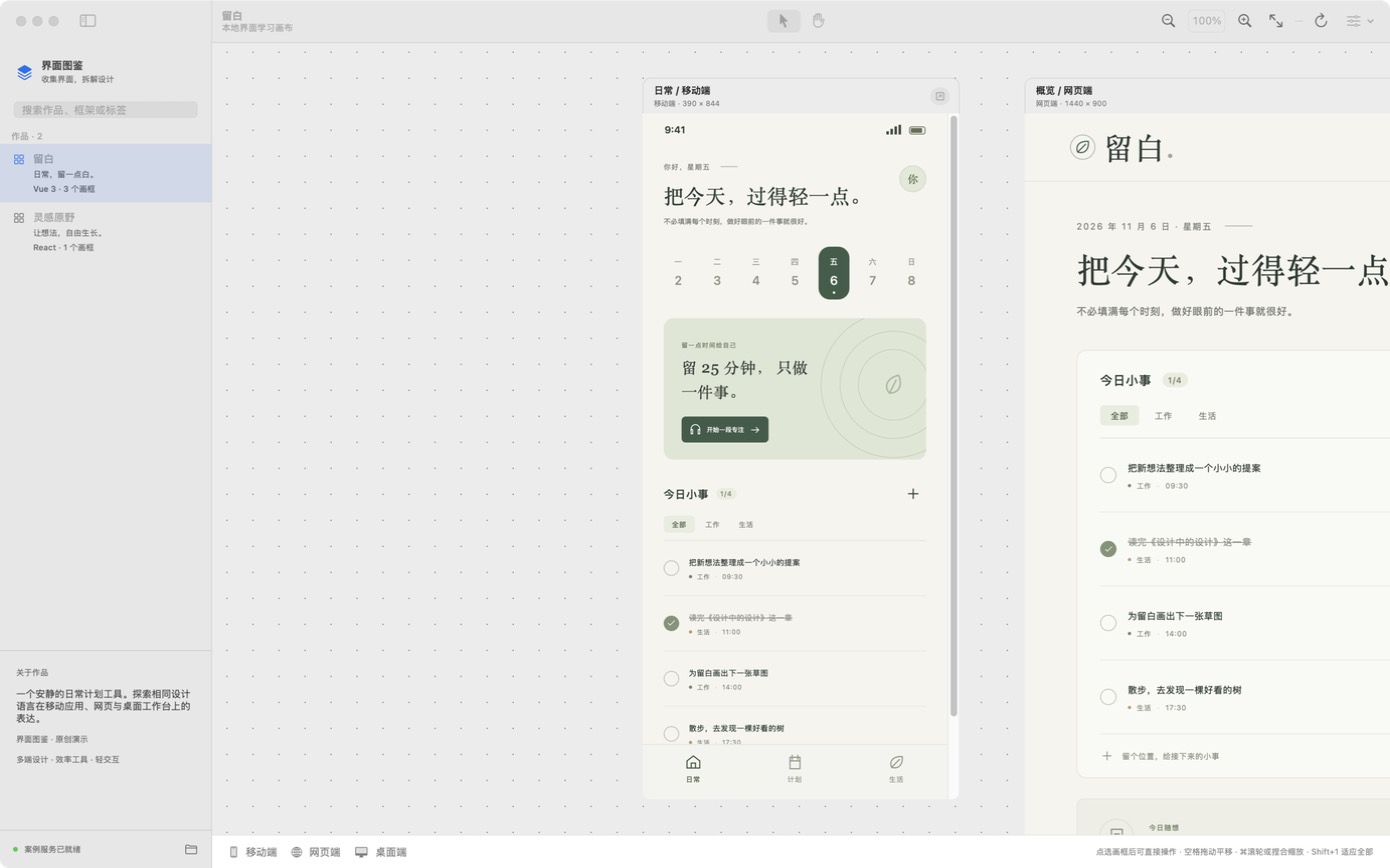 留白
本地界面学习画布
100%
界面图鉴
收集界面，拆解设计
搜索作品、框架或标签
作品 · 2
留白
日常，留一点白。
Vue 3 · 3 个画框
灵感原野
让想法，自由生长。
React · 1 个画框
关于作品
一个安静的日常计划工具。探索相同设计
语言在移动应用、网页与桌面工作台上的
表达。
界面图鉴 · 原创演示
多端设计 · 效率工具 · 轻交互
案例服务已就绪
日常 / 移动端
移动端 · 390 × 844
9:41
你好，星期五
你
把今天，过得轻一点。
不必填满每个时刻，做好眼前的一件事就很好。
一 二 三 四 五 六 日
2 3 4 5 6 7 8
留一点时间给自己
留 25 分钟， 只做
一件事。
开始一段专注
今日小事 1/4
全部 工作 生活
把新想法整理成一个小小的提案
工作 · 09:30
读完《设计中的设计》这一章
生活 · 11:00
为留白画出下一张草图
工作 · 14:00
散步，去发现一棵好看的树
生活 · 17:30
日常 计划 生活
概览 / 网页端
网页端 · 1440 × 900
留白.
2026 年 11 月 6 日 · 星期五
把今天，过得轻一点
不必填满每个时刻，做好眼前的一件事就很好。
今日小事 1/4
全部 工作 生活
把新想法整理成一个小小的提案
工作 · 09:30
读完《设计中的设计》这一章
生活 · 11:00
为留白画出下一张草图
工作 · 14:00
散步，去发现一棵好看的树
生活 · 17:30
留个位置，给接下来的小事
今日随想
移动端 网页端 桌面端
点选画框后可直接操作 · 空格拖动平移 · ⌘滚轮或捏合缩放 · Shift+1 适应全部